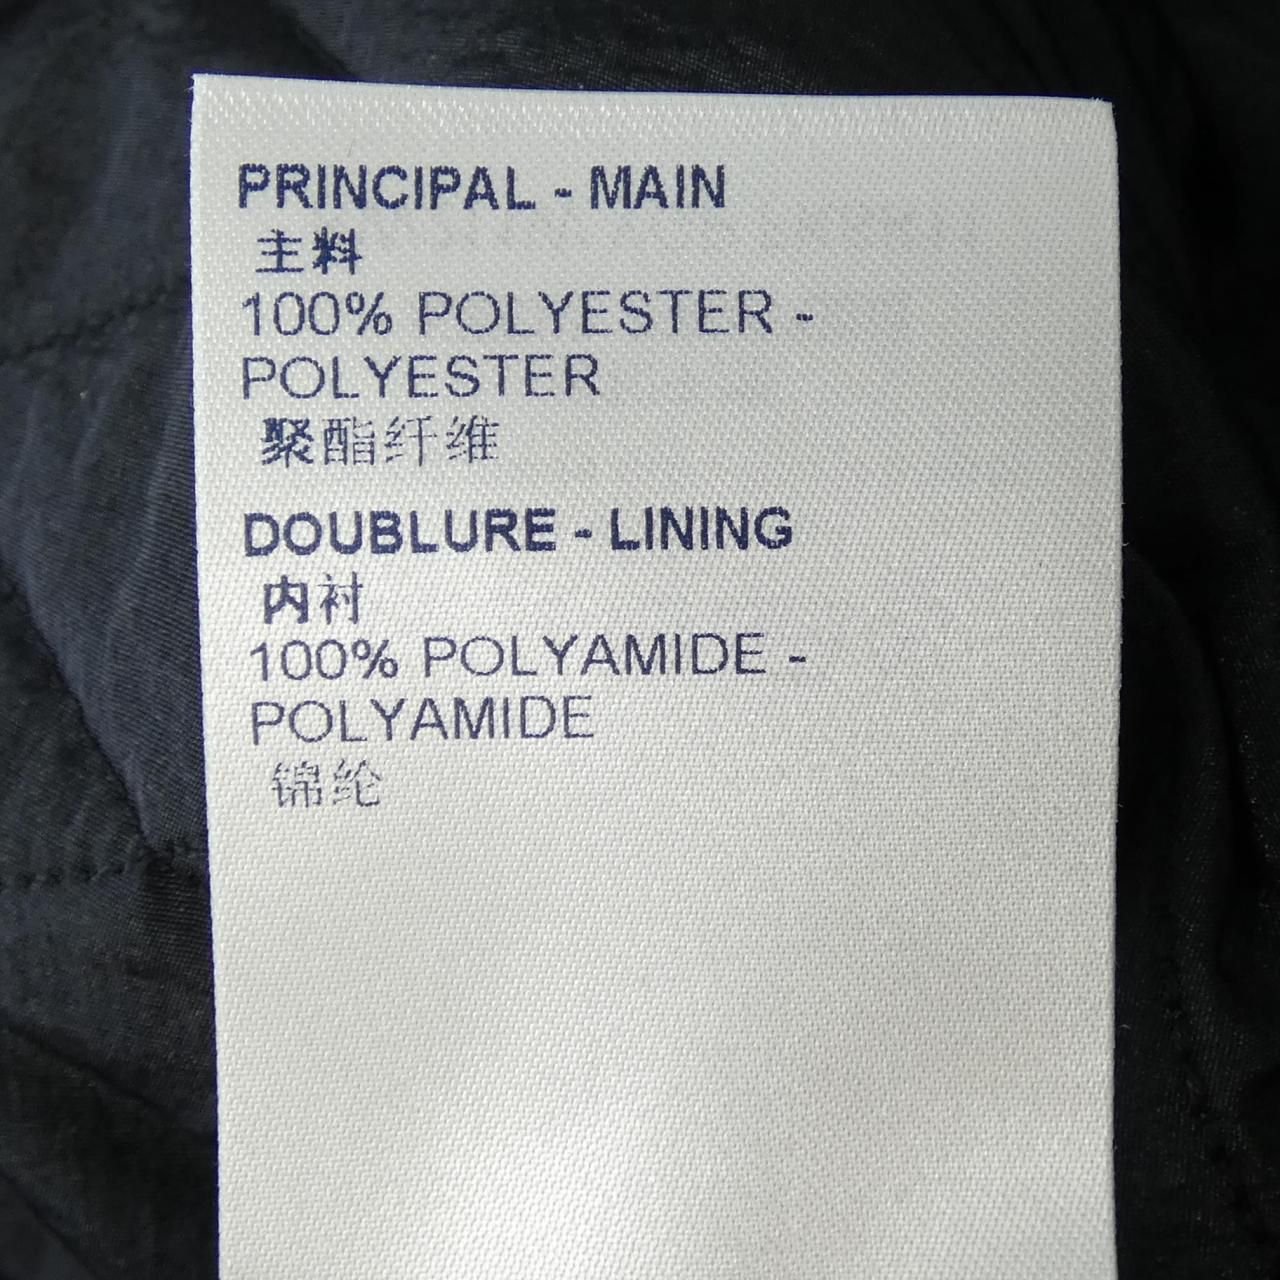 PRINCIPAL - MAIN
主料
100% POLYESTER -
POLYESTER
聚酯纤维
DOUBLURE - LINING
内衬
100% POLYAMIDE -
POLYAMIDE
锦纶